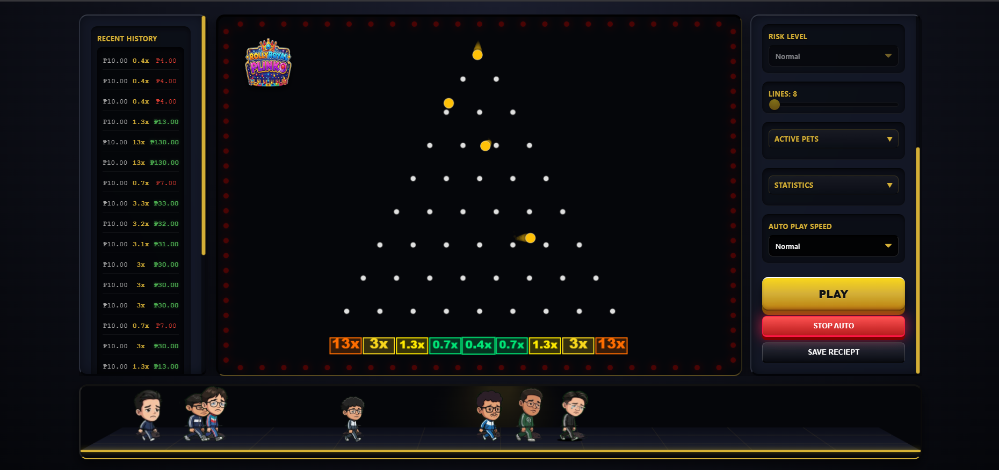 RECENT HISTORY
₱10.00 0.4x ₱4.00
₱10.00 0.4x ₱4.00
₱10.00 0.4x ₱4.00
₱10.00 1.3x ₱13.00
₱10.00 13x ₱130.00
₱10.00 13x ₱130.00
₱10.00 0.7x ₱7.00
₱10.00 3.3x ₱33.00
₱10.00 3.2x ₱32.00
₱10.00 3.1x ₱31.00
₱10.00 3x ₱30.00
₱10.00 3x ₱30.00
₱10.00 3x ₱30.00
₱10.00 0.7x ₱7.00
₱10.00 3x ₱30.00
₱10.00 1.3x ₱13.00
ROLLYROYAL
PLINKO
13x 3x 1.3x 0.7x 0.4x 0.7x 1.3x 3x 13x
RISK LEVEL
Normal
LINES: 8
ACTIVE PETS
STATISTICS
AUTO PLAY SPEED
Normal
PLAY
STOP AUTO
SAVE RECIEPT